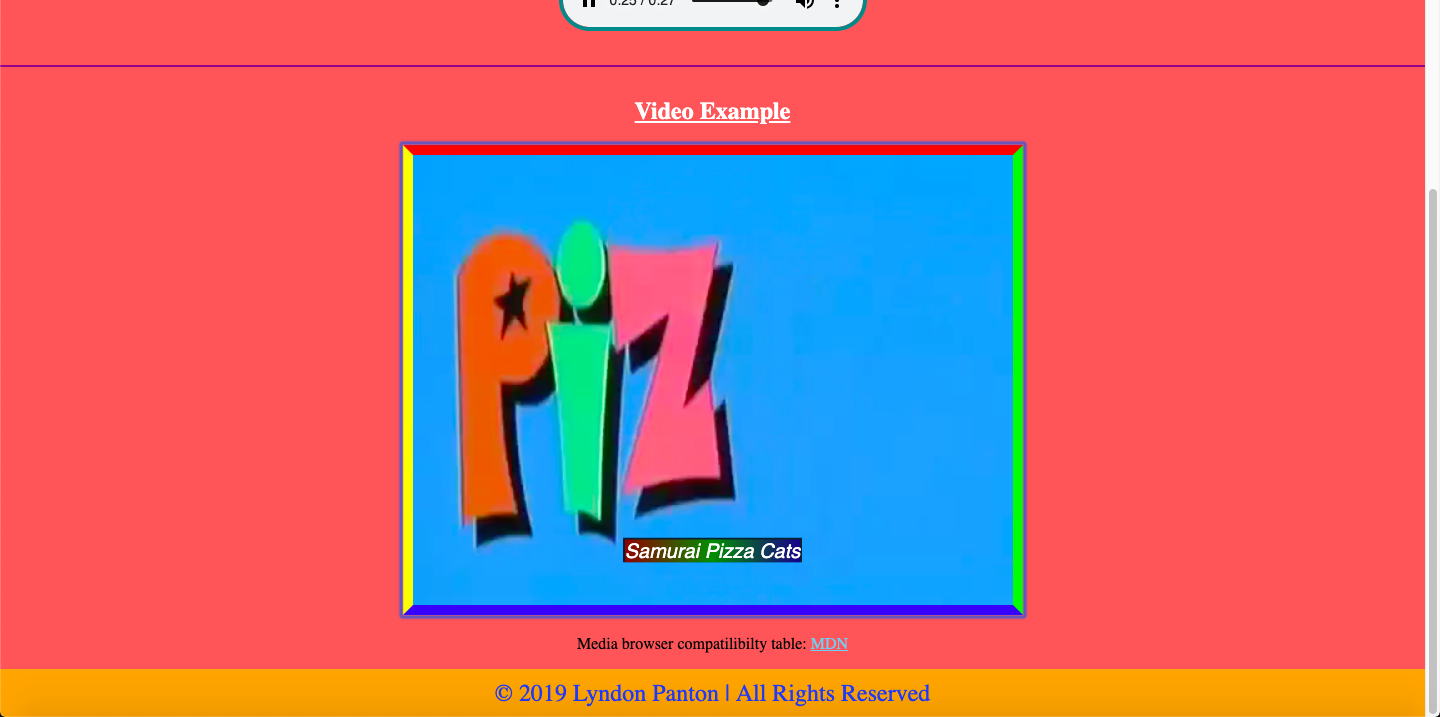 0:25 / 0:27
Video Example
Piz
Samurai Pizza Cats
Media browser compatilibilty table: MDN
© 2019 Lyndon Panton | All Rights Reserved